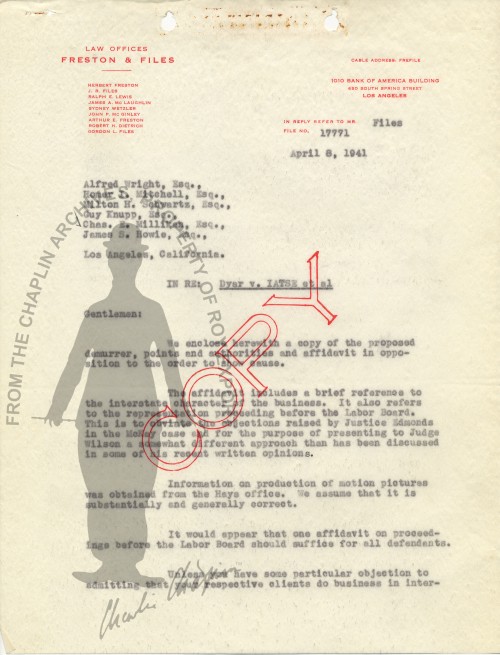 LAW OFFICES
FRESTON & FILES
HERBERT FRESTON
J. R. FILES
RALPH E. LEWIS
JAMES A. McLAUGHLIN
SYDNEY METZLER
JOHN P. McGINLEY
ARTHUR E. FRESTON
ROBERT H. DIETRICH
GORDON L. FILES
CABLE ADDRESS: PREFILE
1010 BANK OF AMERICA BUILDING
650 SOUTH SPRING STREET
LOS ANGELES
IN REPLY REFER TO MR. Files
FILE NO. 17771
April 8, 1941
Alfred Wright, Esq.,
Homer I. Mitchell, Esq.,
Milton H. Schwartz, Esq.,
Guy Knupp, Esq.,
Chas. E. Millikan, Esq.,
James S. Howie, Esq.,
Los Angeles, California.
IN RE: Dyer v. IATSE et al
Gentlemen:
We enclose herewith a copy of the proposed
demurrer, points and authorities and affidavit in oppo-
sition to the order to show cause.
The affidavit includes a brief reference to
the interstate character of the business. It also refers
to the representation proceeding before the Labor Board.
This is to objections raised by Justice Edmonds
in the case and for the purpose of presenting to Judge
Wilson a somewhat different approach than has been discussed
in some of his recent written opinions.
Information on production of motion pictures
was obtained from the Hays office. We assume that it is
substantially and generally correct.
It would appear that one affidavit on proceed-
ings before the Labor Board should suffice for all defendants.
Unless you have some particular objection to
admitting that your respective clients do business in inter-
COPY
FROM THE CHAPLIN ARCHIVE PROPERTY OF ROY
Charlie Chaplin